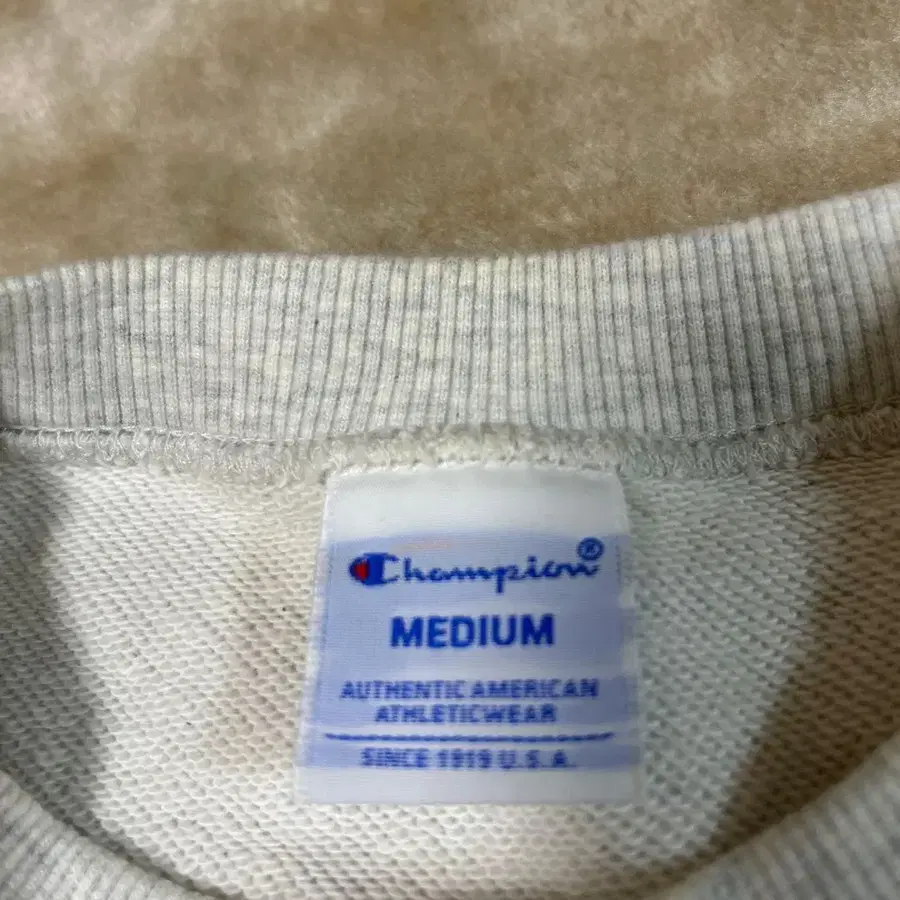 Champion®
MEDIUM
AUTHENTIC AMERICAN
ATHLETICWEAR
SINCE 1919 U.S.A.